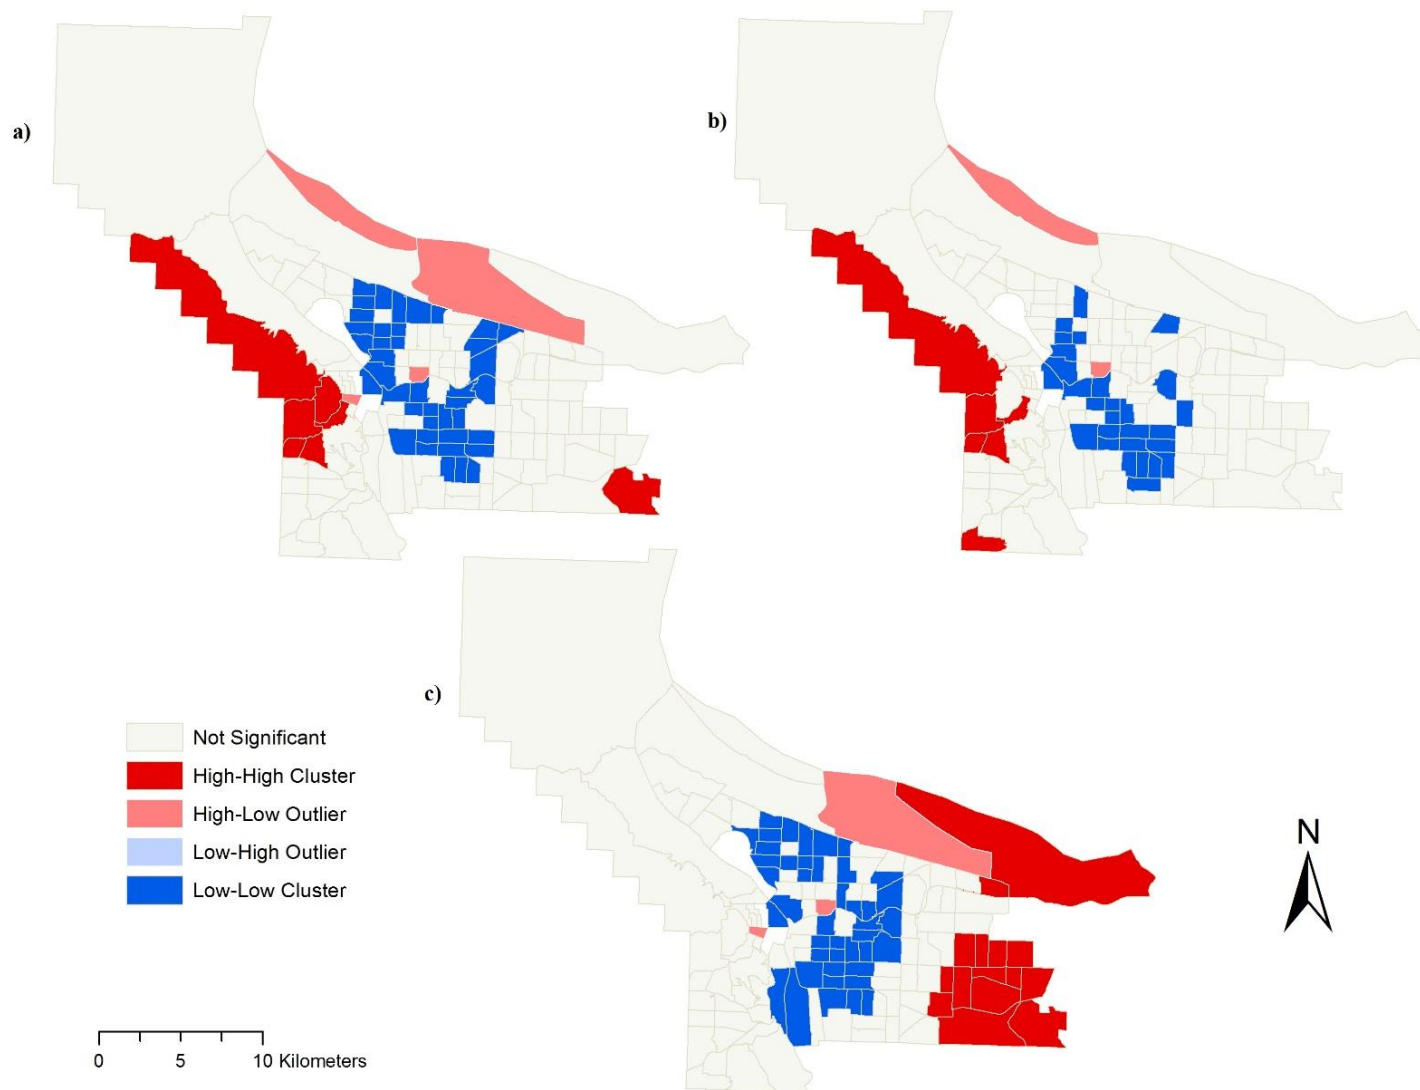 a)
b)
c)
Not Significant
High-High Cluster
High-Low Outlier
Low-High Outlier
Low-Low Cluster
N
0 5 10 Kilometers